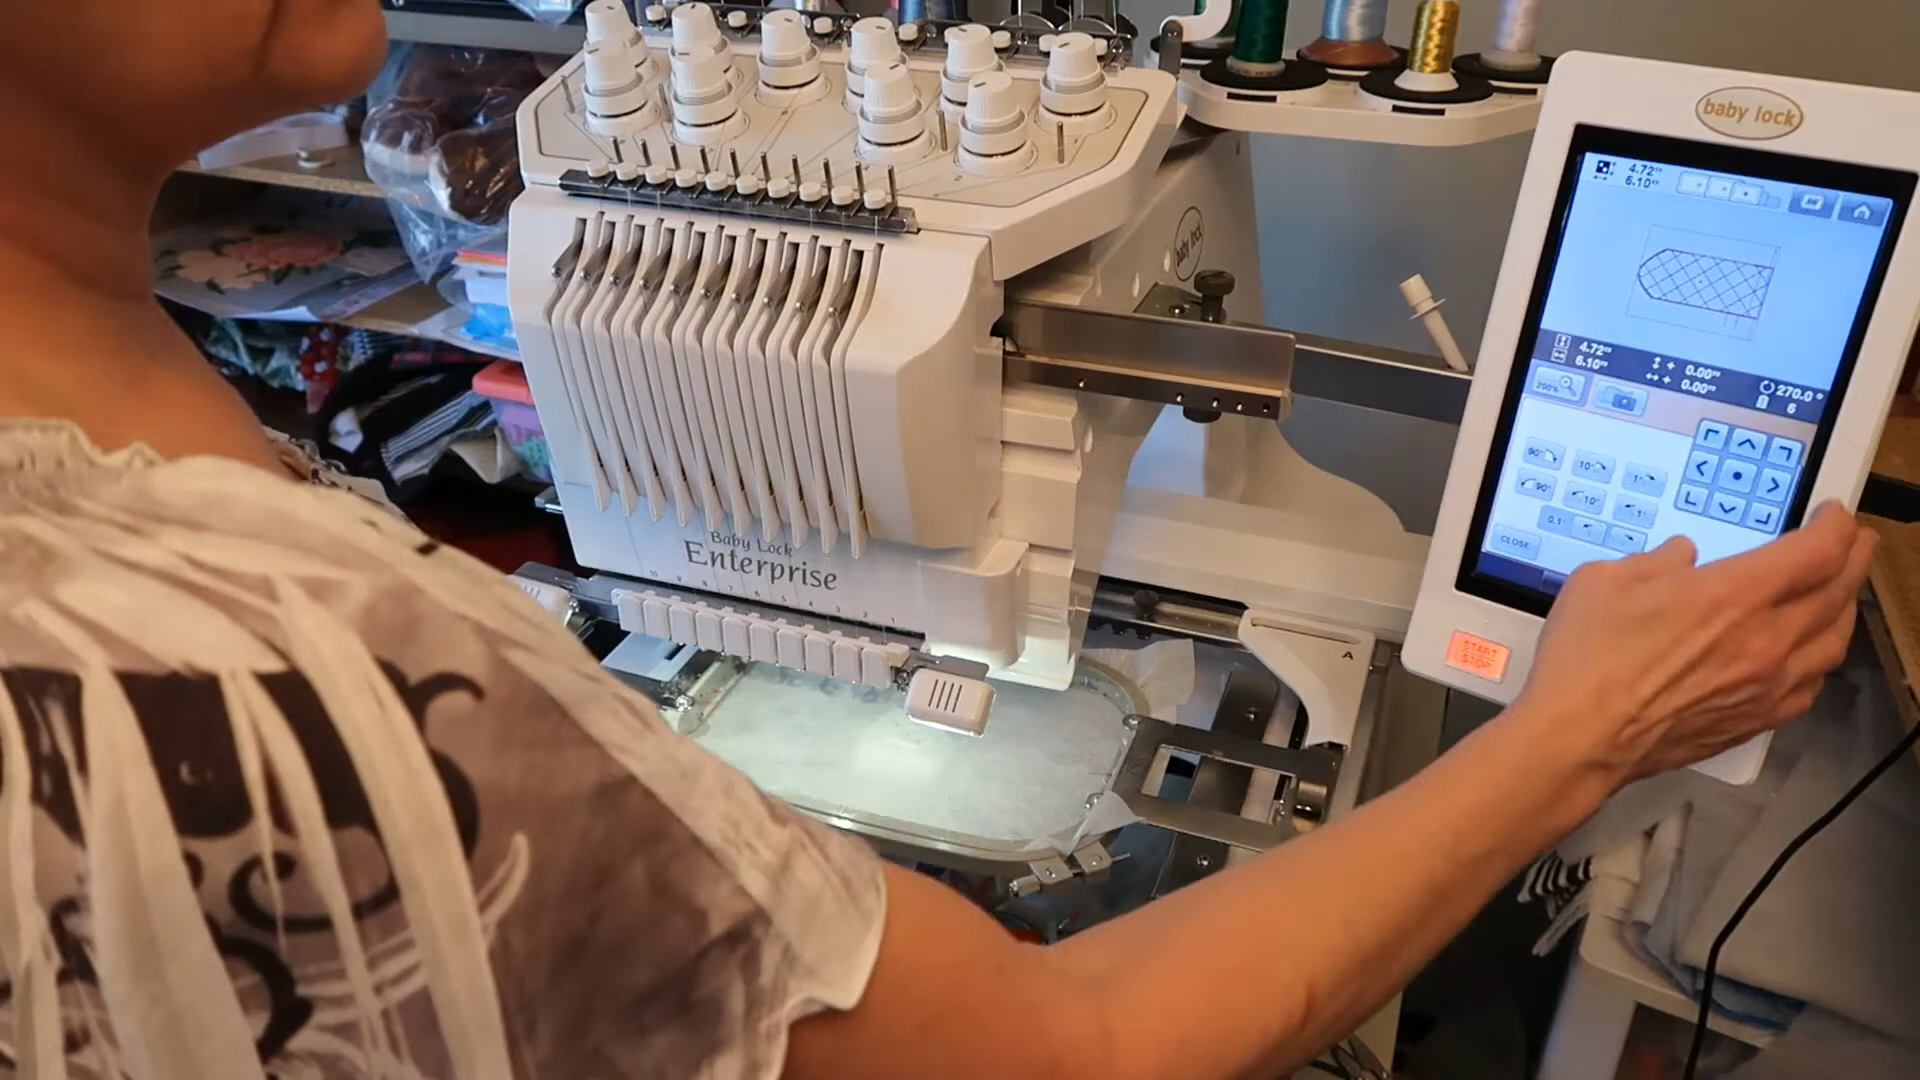 baby lock
4.72"
6.10"
4.72"
6.10"
0.00"
0.00"
270.0°
6
200%
90°
10°
1°
90°
10°
1°
0.1°
CLOSE
START
STOP
baby lock
Baby Lock
Enterprise
10 9 8 7 6 5 4 3 2 1
A